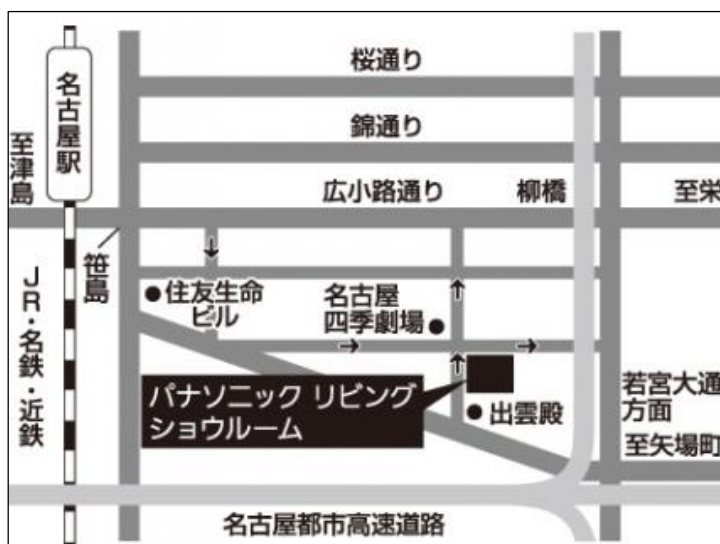 桜通り
名古屋駅
錦通り
至津島
広小路通り
柳橋
至栄
笹島
JR・名鉄・近鉄
住友生命
ビル
名古屋
四季劇場
パナソニック リビング
ショウルーム
出雲殿
若宮大通
方面
至矢場町
名古屋都市高速道路